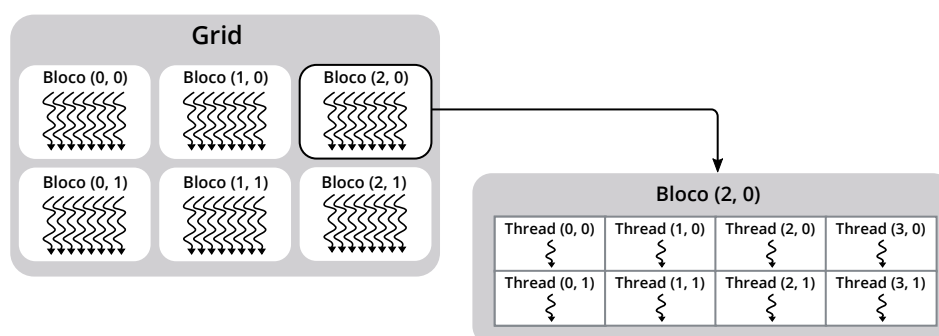 Grid
Bloco (0, 0) Bloco (1, 0) Bloco (2, 0)
Bloco (0, 1) Bloco (1, 1) Bloco (2, 1)
Bloco (2, 0)
Thread (0, 0) Thread (1, 0) Thread (2, 0) Thread (3, 0)
Thread (0, 1) Thread (1, 1) Thread (2, 1) Thread (3, 1)